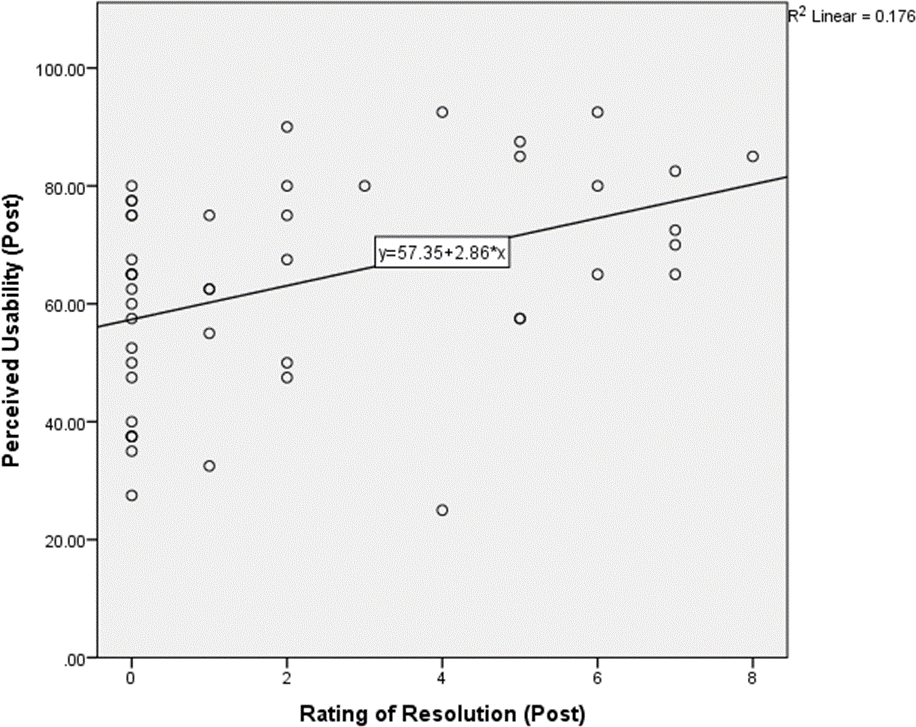 R2 Linear = 0.176
100.00
80.00
60.00
40.00
20.00
.00
Perceived Usability (Post)
y=57.35+2.86*x
0 2 4 6 8
Rating of Resolution (Post)